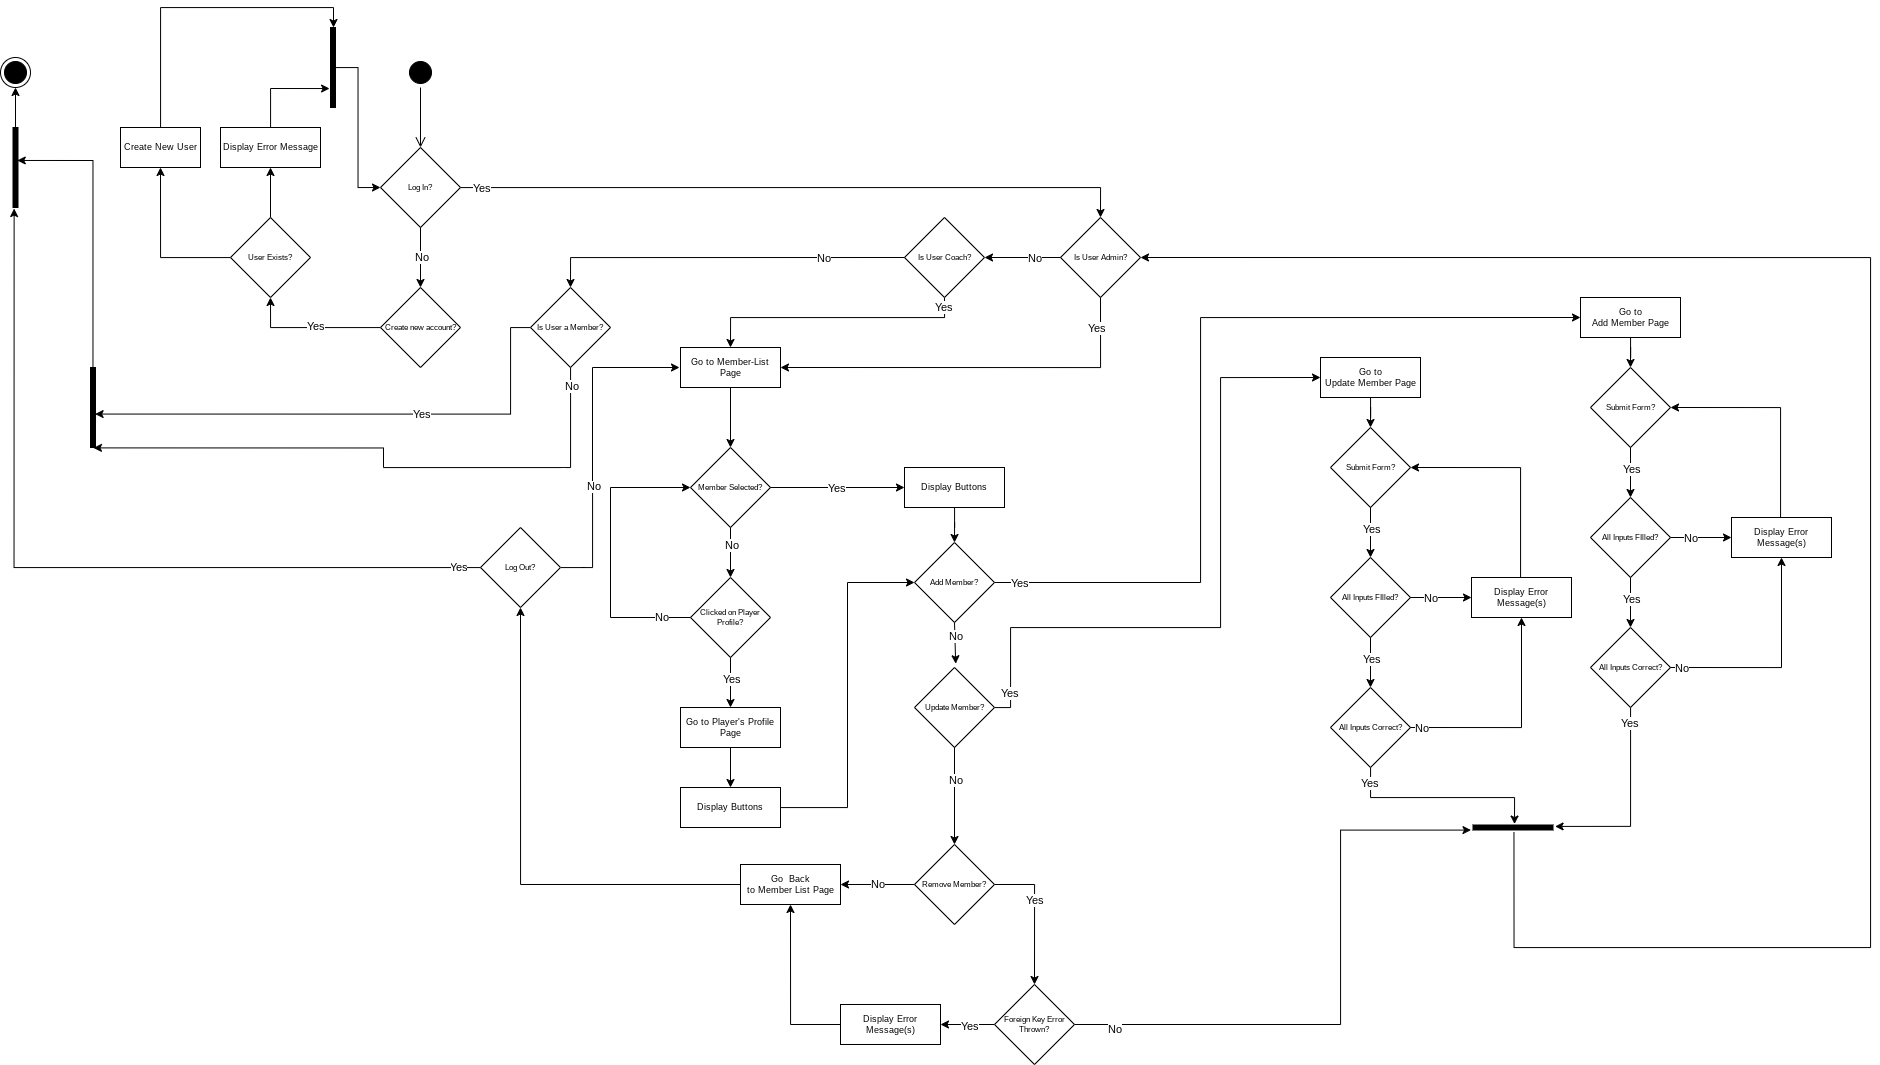 Create New User
Display Error Message
Log In?
Yes
User Exists?
No
Create new account?
Yes
Is User Coach?
Is User Admin?
No
No
Yes
Yes
Is User a Member?
No
Yes
Go to Member-List
Page
Go to
Add Member Page
Go to
Update Member Page
Submit Form?
Yes
Submit Form?
Yes
Member Selected?
Yes
Display Buttons
No
No
All Inputs FIlled?
No
Display Error
Message(s)
Yes
Log Out?
Yes
Clicked on Player
Profile?
No
Yes
Add Member?
Yes
No
All Inputs FIlled?
No
Display Error
Message(s)
Yes
All Inputs Correct?
No
Yes
Go to Player's Profile
Page
Update Member?
Yes
No
All Inputs Correct?
No
Yes
Display Buttons
Go  Back
to Member List Page
No
Remove Member?
Yes
Display Error
Message(s)
Yes
Foreign Key Error
Thrown?
No